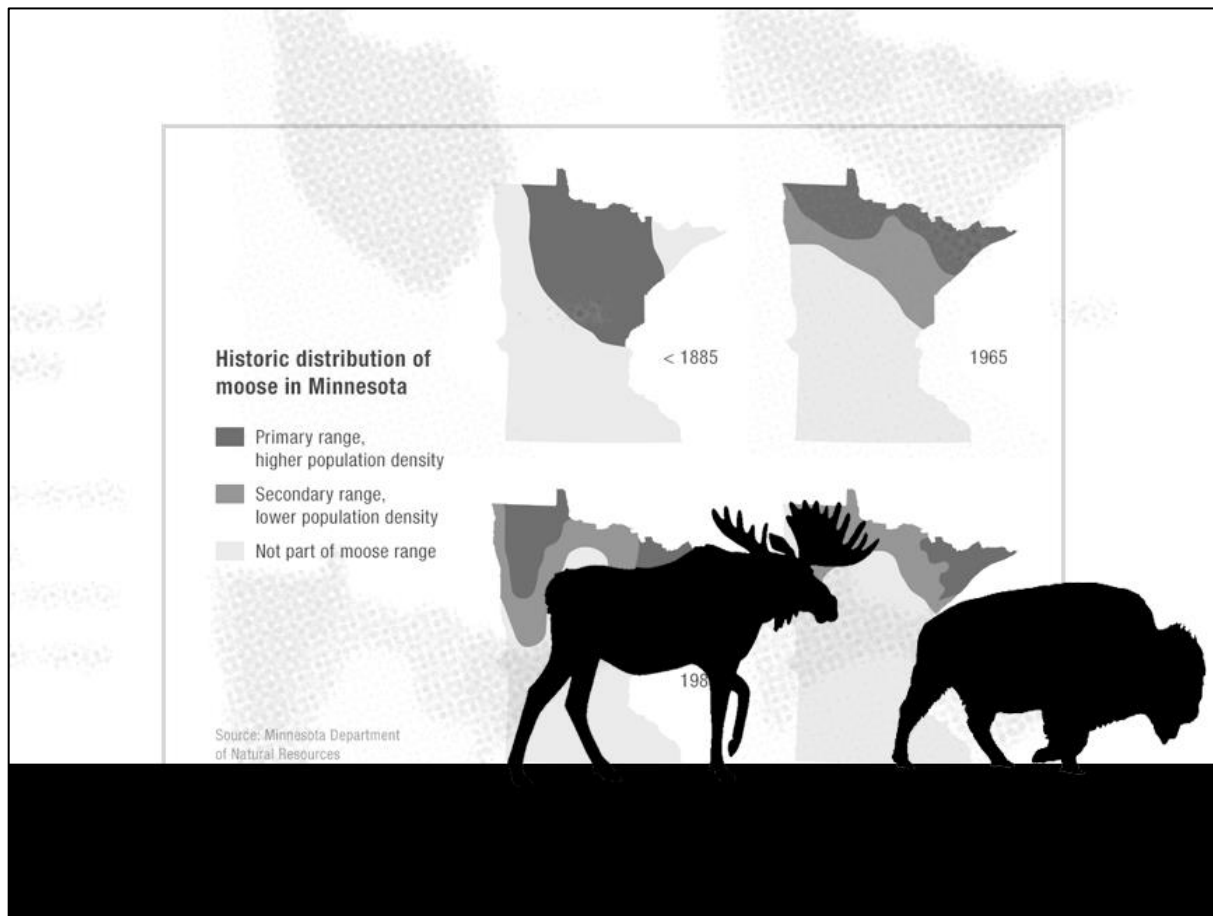 Historic distribution of
moose in Minnesota
Primary range,
higher population density
Secondary range,
lower population density
Not part of moose range
Source: Minnesota Department
of Natural Resources
< 1885
1965